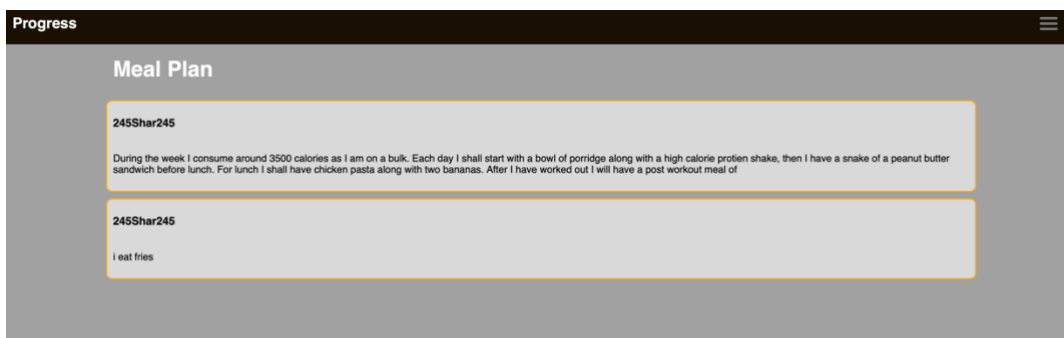 Progress
Meal Plan
245Shar245
During the week I consume around 3500 calories as I am on a bulk. Each day I shall start with a bowl of porridge along with a high calorie protien shake, then I have a snake of a peanut butter
sandwich before lunch. For lunch I shall have chicken pasta along with two bananas. After I have worked out I will have a post workout meal of
245Shar245
i eat fries